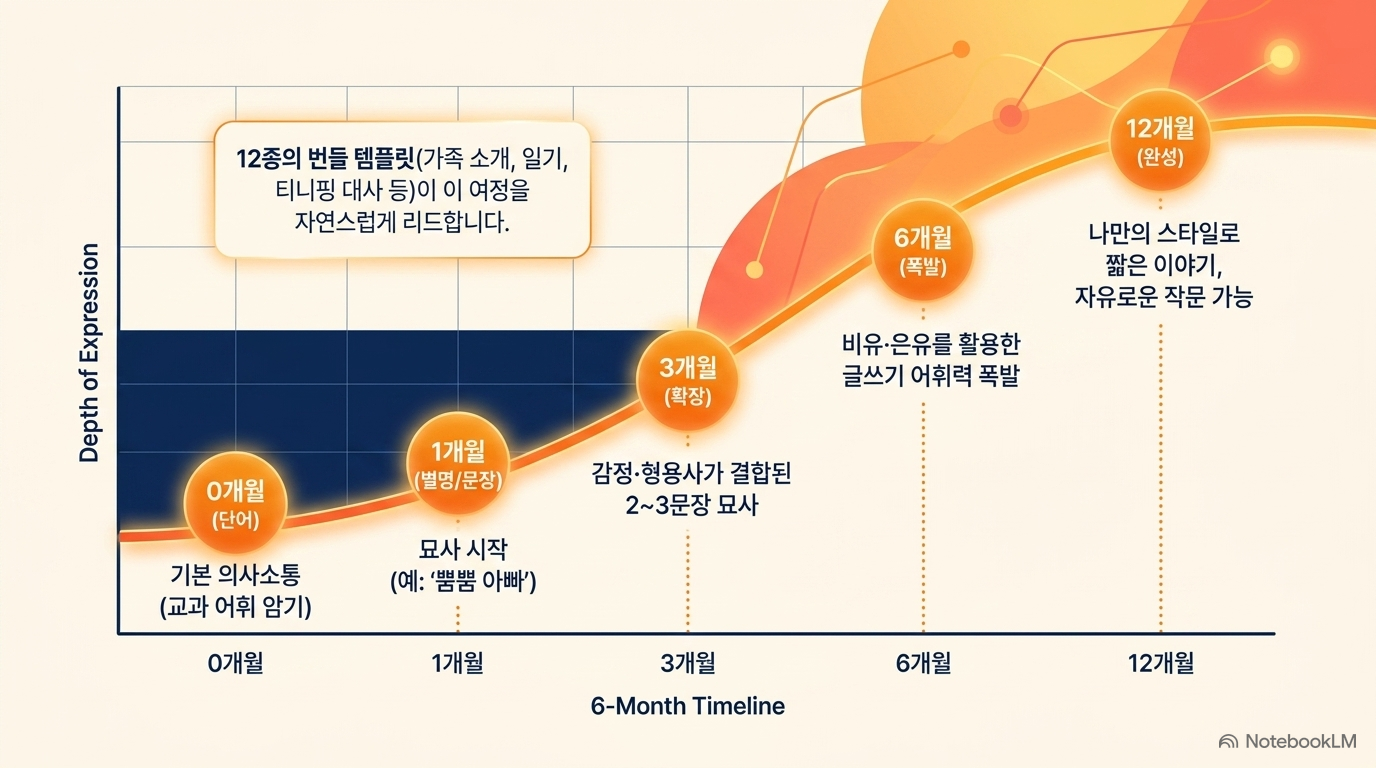 12종의 번들 템플릿(가족 소개, 일기,
티니핑 대사 등)이 이 여정을
자연스럽게 리드합니다.
Depth of Expression
0개월
(단어)
기본 의사소통
(교과 어휘 암기)
1개월
(별명/문장)
묘사 시작
(예: ‘뿜뿜 아빠’)
3개월
(확장)
감정·형용사가 결합된
2~3문장 묘사
6개월
(폭발)
비유·은유를 활용한
글쓰기 어휘력 폭발
12개월
(완성)
나만의 스타일로
짧은 이야기,
자유로운 작문 가능
0개월
1개월
3개월
6개월
12개월
6-Month Timeline
NotebookLM